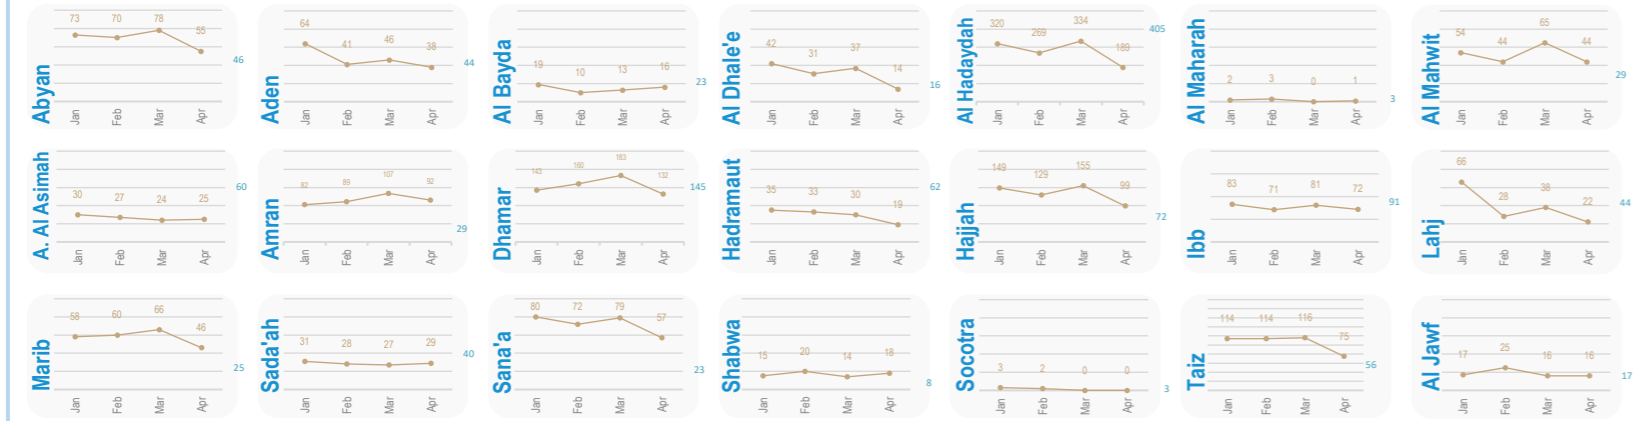 Abyan
73 70 78 55
46
Jan Feb Mar Apr
Aden
64 41 46 38
44
Jan Feb Mar Apr
Al Bayda
19 10 13 16
23
Jan Feb Mar Apr
Al Dhale'e
42 31 37 14
16
Jan Feb Mar Apr
Al Hadaydah
320 269 334 189
405
Jan Feb Mar Apr
Al Maharah
2 3 0 1
3
Jan Feb Mar Apr
Al Mahwit
54 44 65 44
29
Jan Feb Mar Apr
A. Al Asimah
30 27 24 25
60
Jan Feb Mar Apr
Amran
82 89 107 92
29
Jan Feb Mar Apr
Dhamar
143 160 183 132
145
Jan Feb Mar Apr
Hadramaut
35 33 30 19
62
Jan Feb Mar Apr
Hajjah
149 129 155 99
72
Jan Feb Mar Apr
Ibb
83 71 81 72
91
Jan Feb Mar Apr
Lahj
66 28 38 22
44
Jan Feb Mar Apr
Marib
58 60 66 46
25
Jan Feb Mar Apr
Sada'ah
31 28 27 29
40
Jan Feb Mar Apr
Sana'a
80 72 79 57
23
Jan Feb Mar Apr
Shabwa
15 20 14 18
8
Jan Feb Mar Apr
Socotra
3 2 0 0
3
Jan Feb Mar Apr
Taiz
114 114 116 75
56
Jan Feb Mar Apr
Al Jawf
17 25 16 16
17
Jan Feb Mar Apr